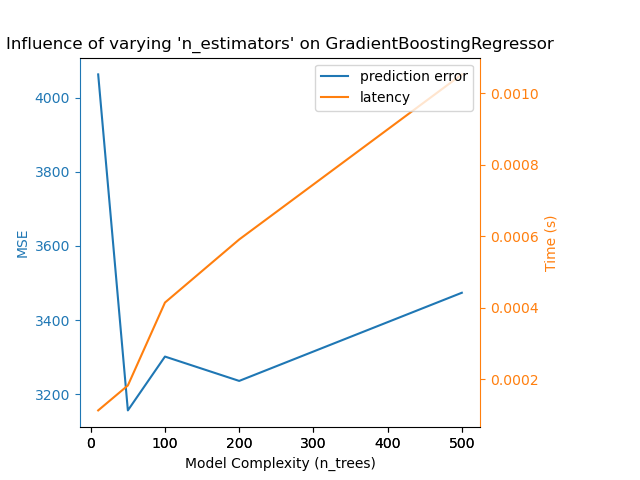 Influence of varying 'n_estimators' on GradientBoostingRegressor
prediction error
latency
4000
3800
3600
3400
3200
MSE
0.0010
0.0008
0.0006
0.0004
0.0002
Time (s)
0 100 200 300 400 500
Model Complexity (n_trees)